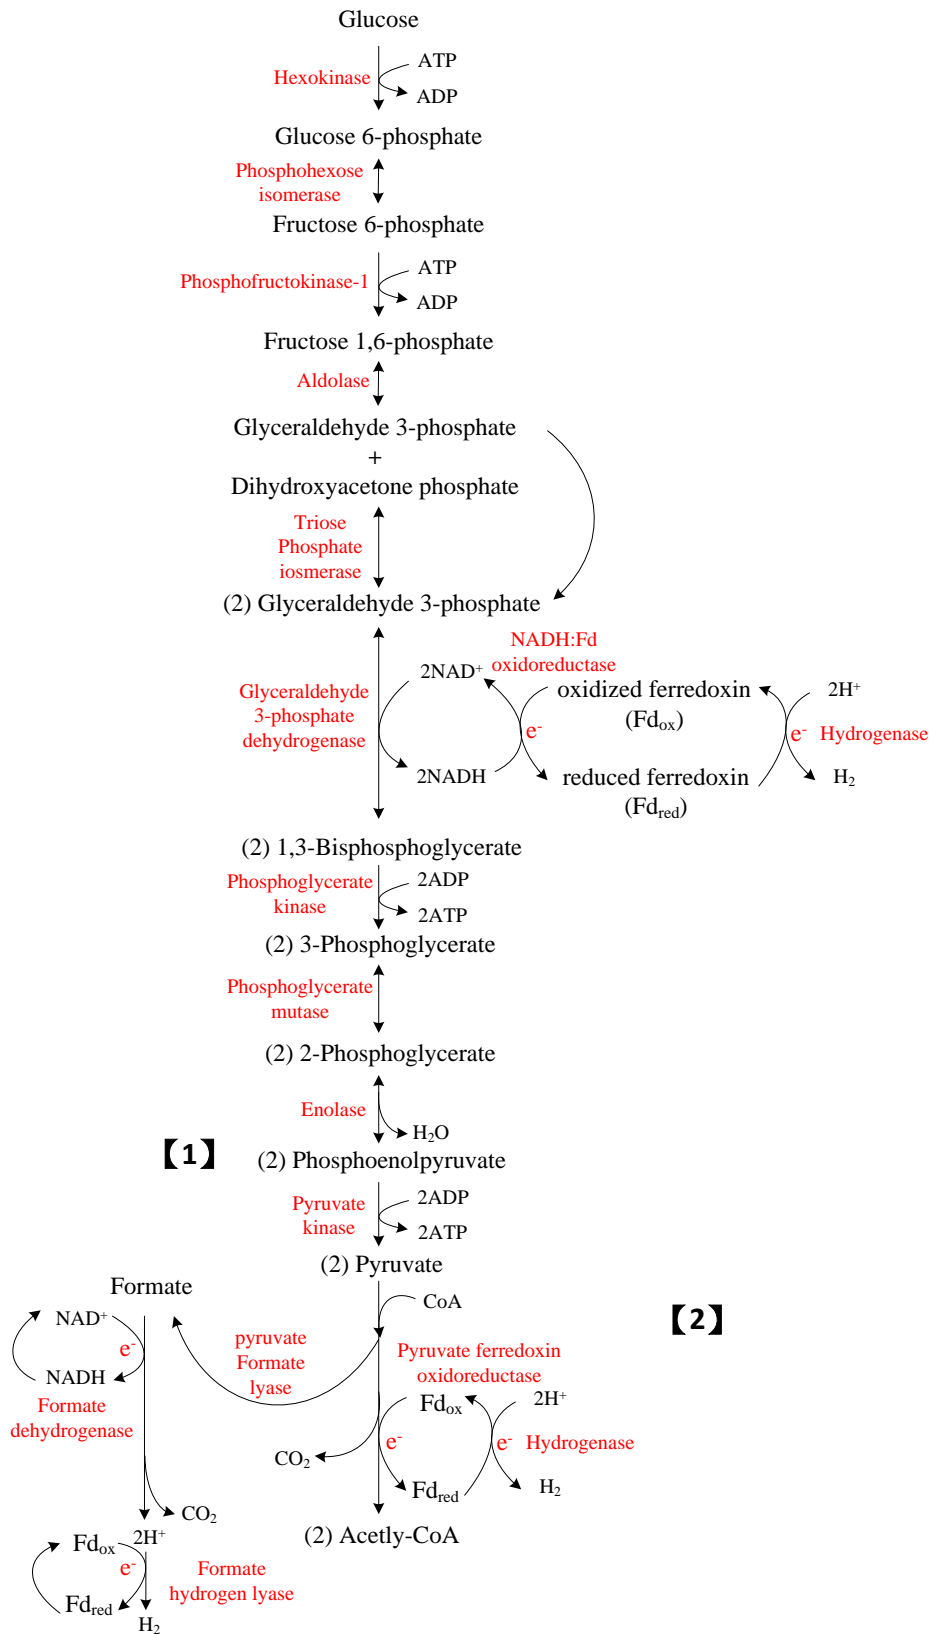 Glucose
Hexokinase
ATP
ADP
Glucose 6-phosphate
Phosphohexose
isomerase
Fructose 6-phosphate
Phosphofructokinase-1
ATP
ADP
Fructose 1,6-phosphate
Aldolase
Glyceraldehyde 3-phosphate
+
Dihydroxyacetone phosphate
Triose
Phosphate
iosmerase
(2) Glyceraldehyde 3-phosphate
Glyceraldehyde
3-phosphate
dehydrogenase
2NAD⁺
2NADH
NADH:Fd
oxidoreductase
e⁻
oxidized ferredoxin
(Fdₒₓ)
reduced ferredoxin
(Fd_red)
2H⁺
e⁻ Hydrogenase
H₂
(2) 1,3-Bisphosphoglycerate
Phosphoglycerate
kinase
2ADP
2ATP
(2) 3-Phosphoglycerate
Phosphoglycerate
mutase
(2) 2-Phosphoglycerate
Enolase
H₂O
【1】
(2) Phosphoenolpyruvate
Pyruvate
kinase
2ADP
2ATP
(2) Pyruvate
Formate
NAD⁺
e⁻
NADH
Formate
dehydrogenase
pyruvate
Formate
lyase
CoA
【2】
Pyruvate ferredoxin
oxidoreductase
Fdₒₓ
2H⁺
e⁻
e⁻ Hydrogenase
CO₂
Fd_red
H₂
(2) Acetly-CoA
CO₂
Fdₒₓ
2H⁺
e⁻
Formate
hydrogen lyase
Fd_red
H₂